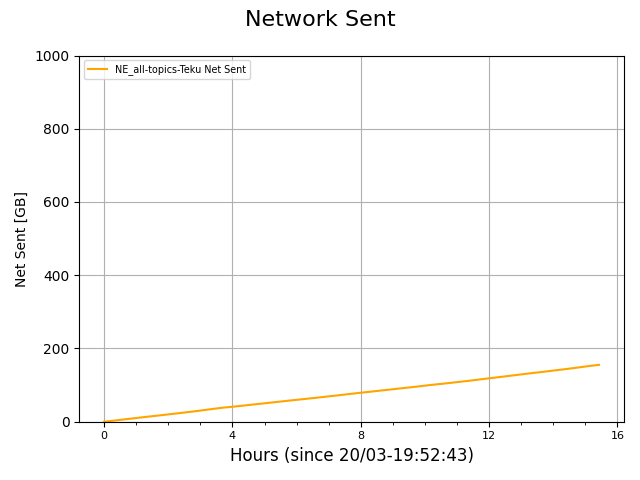 Network Sent
NE_all-topics-Teku Net Sent
1000
800
600
400
200
0
Net Sent [GB]
0 4 8 12 16
Hours (since 20/03-19:52:43)